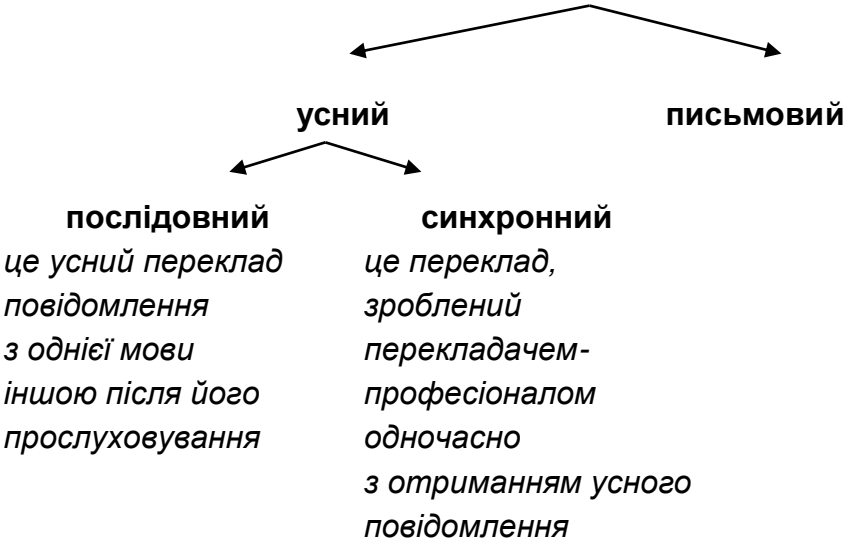 усний письмовий
послідовний синхронний
це усний переклад
повідомлення
з однієї мови
іншою після його
прослуховування
це переклад,
зроблений
перекладачем-
професіоналом
одночасно
з отриманням усного
повідомлення